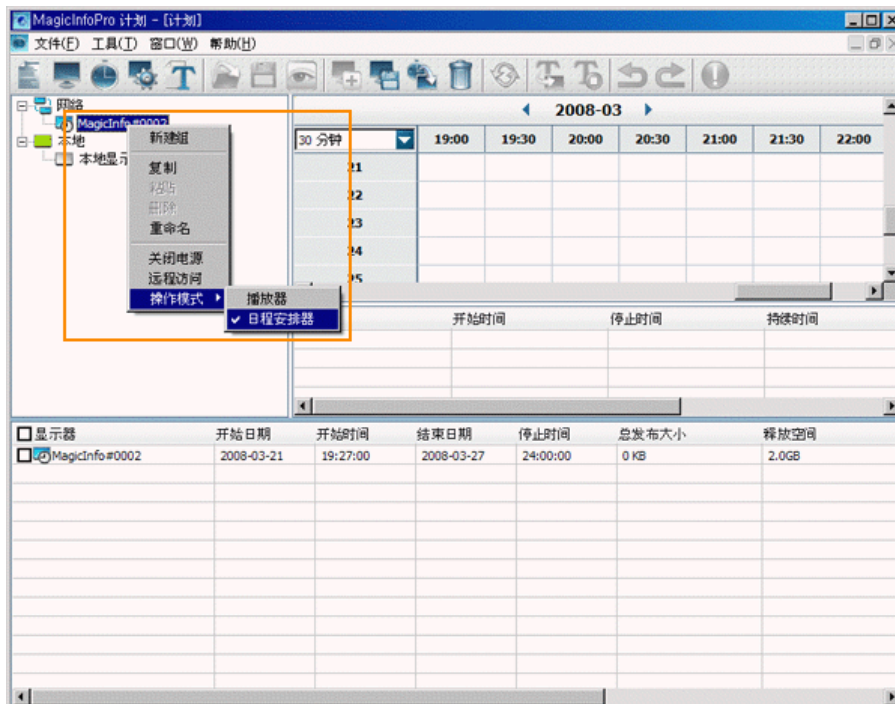 MagicInfoPro 计划 - [计划]
文件(F) 工具(T) 窗口(W) 帮助(H)
网络
MagicInfo#0002
本地
本地显示
新建组
复制
粘贴
删除
重命名
关闭电源
远程访问
操作模式
播放器
日程安排器
2008-03
30 分钟 19:00 19:30 20:00 20:30 21:00 21:30 22:00
21
22
23
24
25
开始时间 停止时间 持续时间
显示器 开始日期 开始时间 结束日期 停止时间 总发布大小 释放空间
MagicInfo#0002 2008-03-21 19:27:00 2008-03-27 24:00:00 0 KB 2.0GB